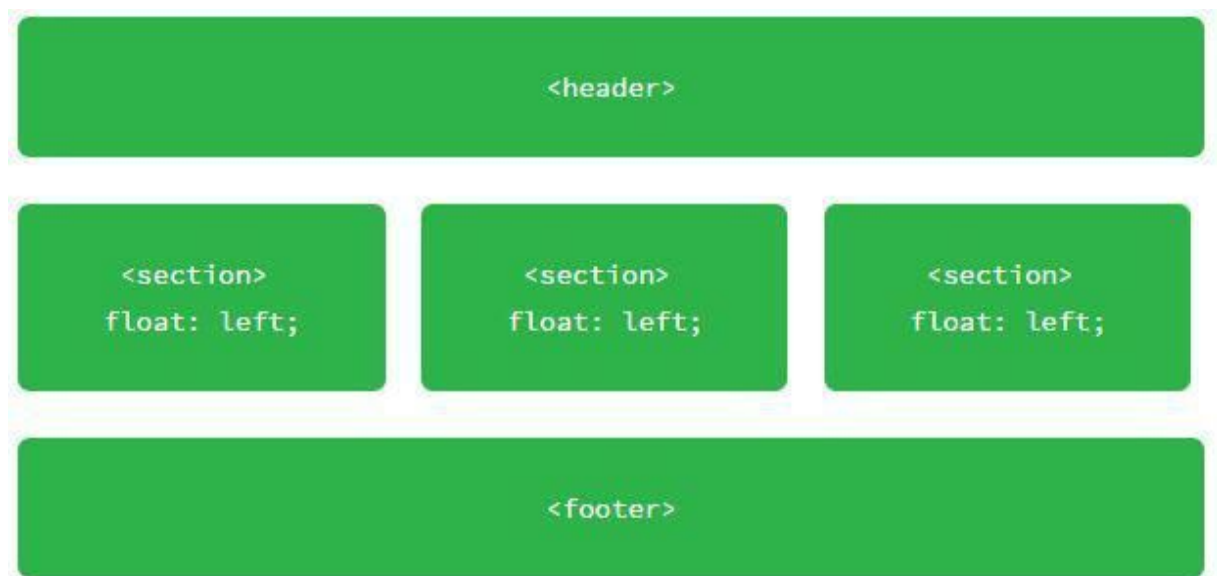 <header>
<section> <section> <section>
float: left; float: left; float: left;
<footer>